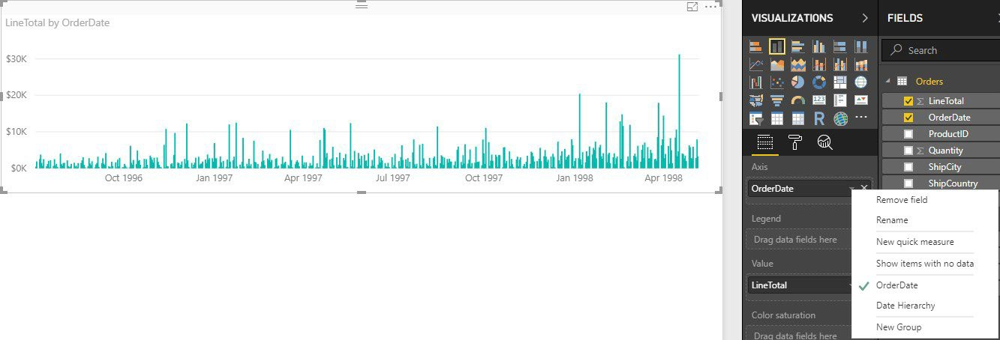 LineTotal by OrderDate
$30K
$20K
$10K
$0K
Oct 1996
Jan 1997
Apr 1997
Jul 1997
Oct 1997
Jan 1998
Apr 1998
VISUALIZATIONS
123
R
Axis
OrderDate
Legend
Drag data fields here
Value
LineTotal
Color saturation
Drag data fields here
FIELDS
Search
Orders
Σ LineTotal
OrderDate
ProductID
Σ Quantity
ShipCity
ShipCountry
Remove field
Rename
New quick measure
Show items with no data
OrderDate
Date Hierarchy
New Group